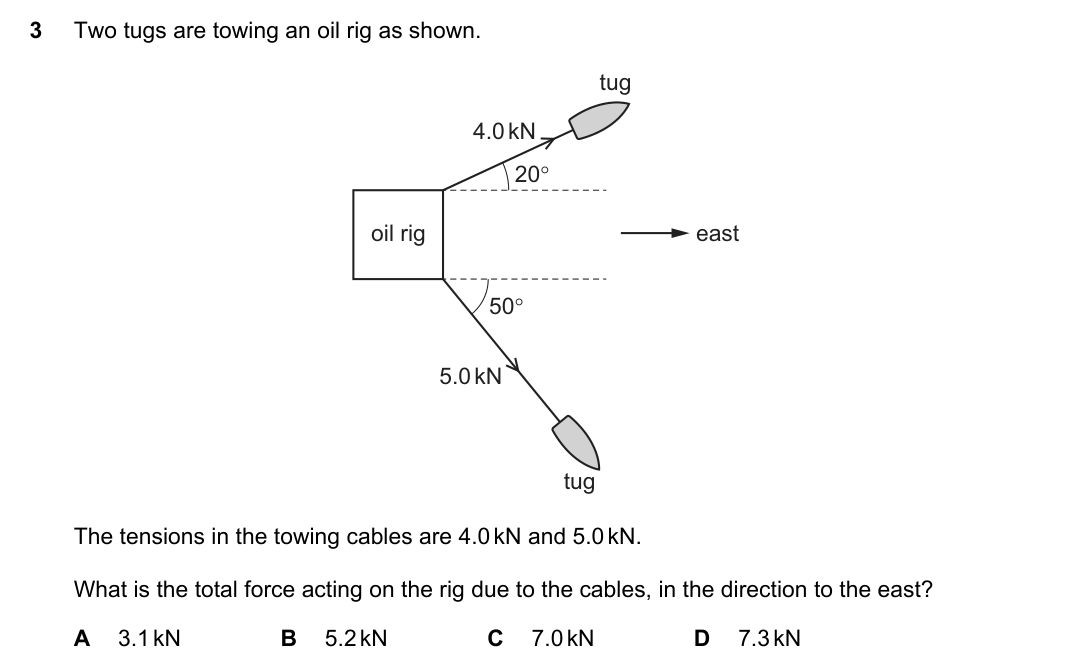 3 Two tugs are towing an oil rig as shown.
tug
4.0 kN
20°
oil rig
east
50°
5.0 kN
tug
The tensions in the towing cables are 4.0 kN and 5.0 kN.
What is the total force acting on the rig due to the cables, in the direction to the east?
A 3.1 kN B 5.2 kN C 7.0 kN D 7.3 kN